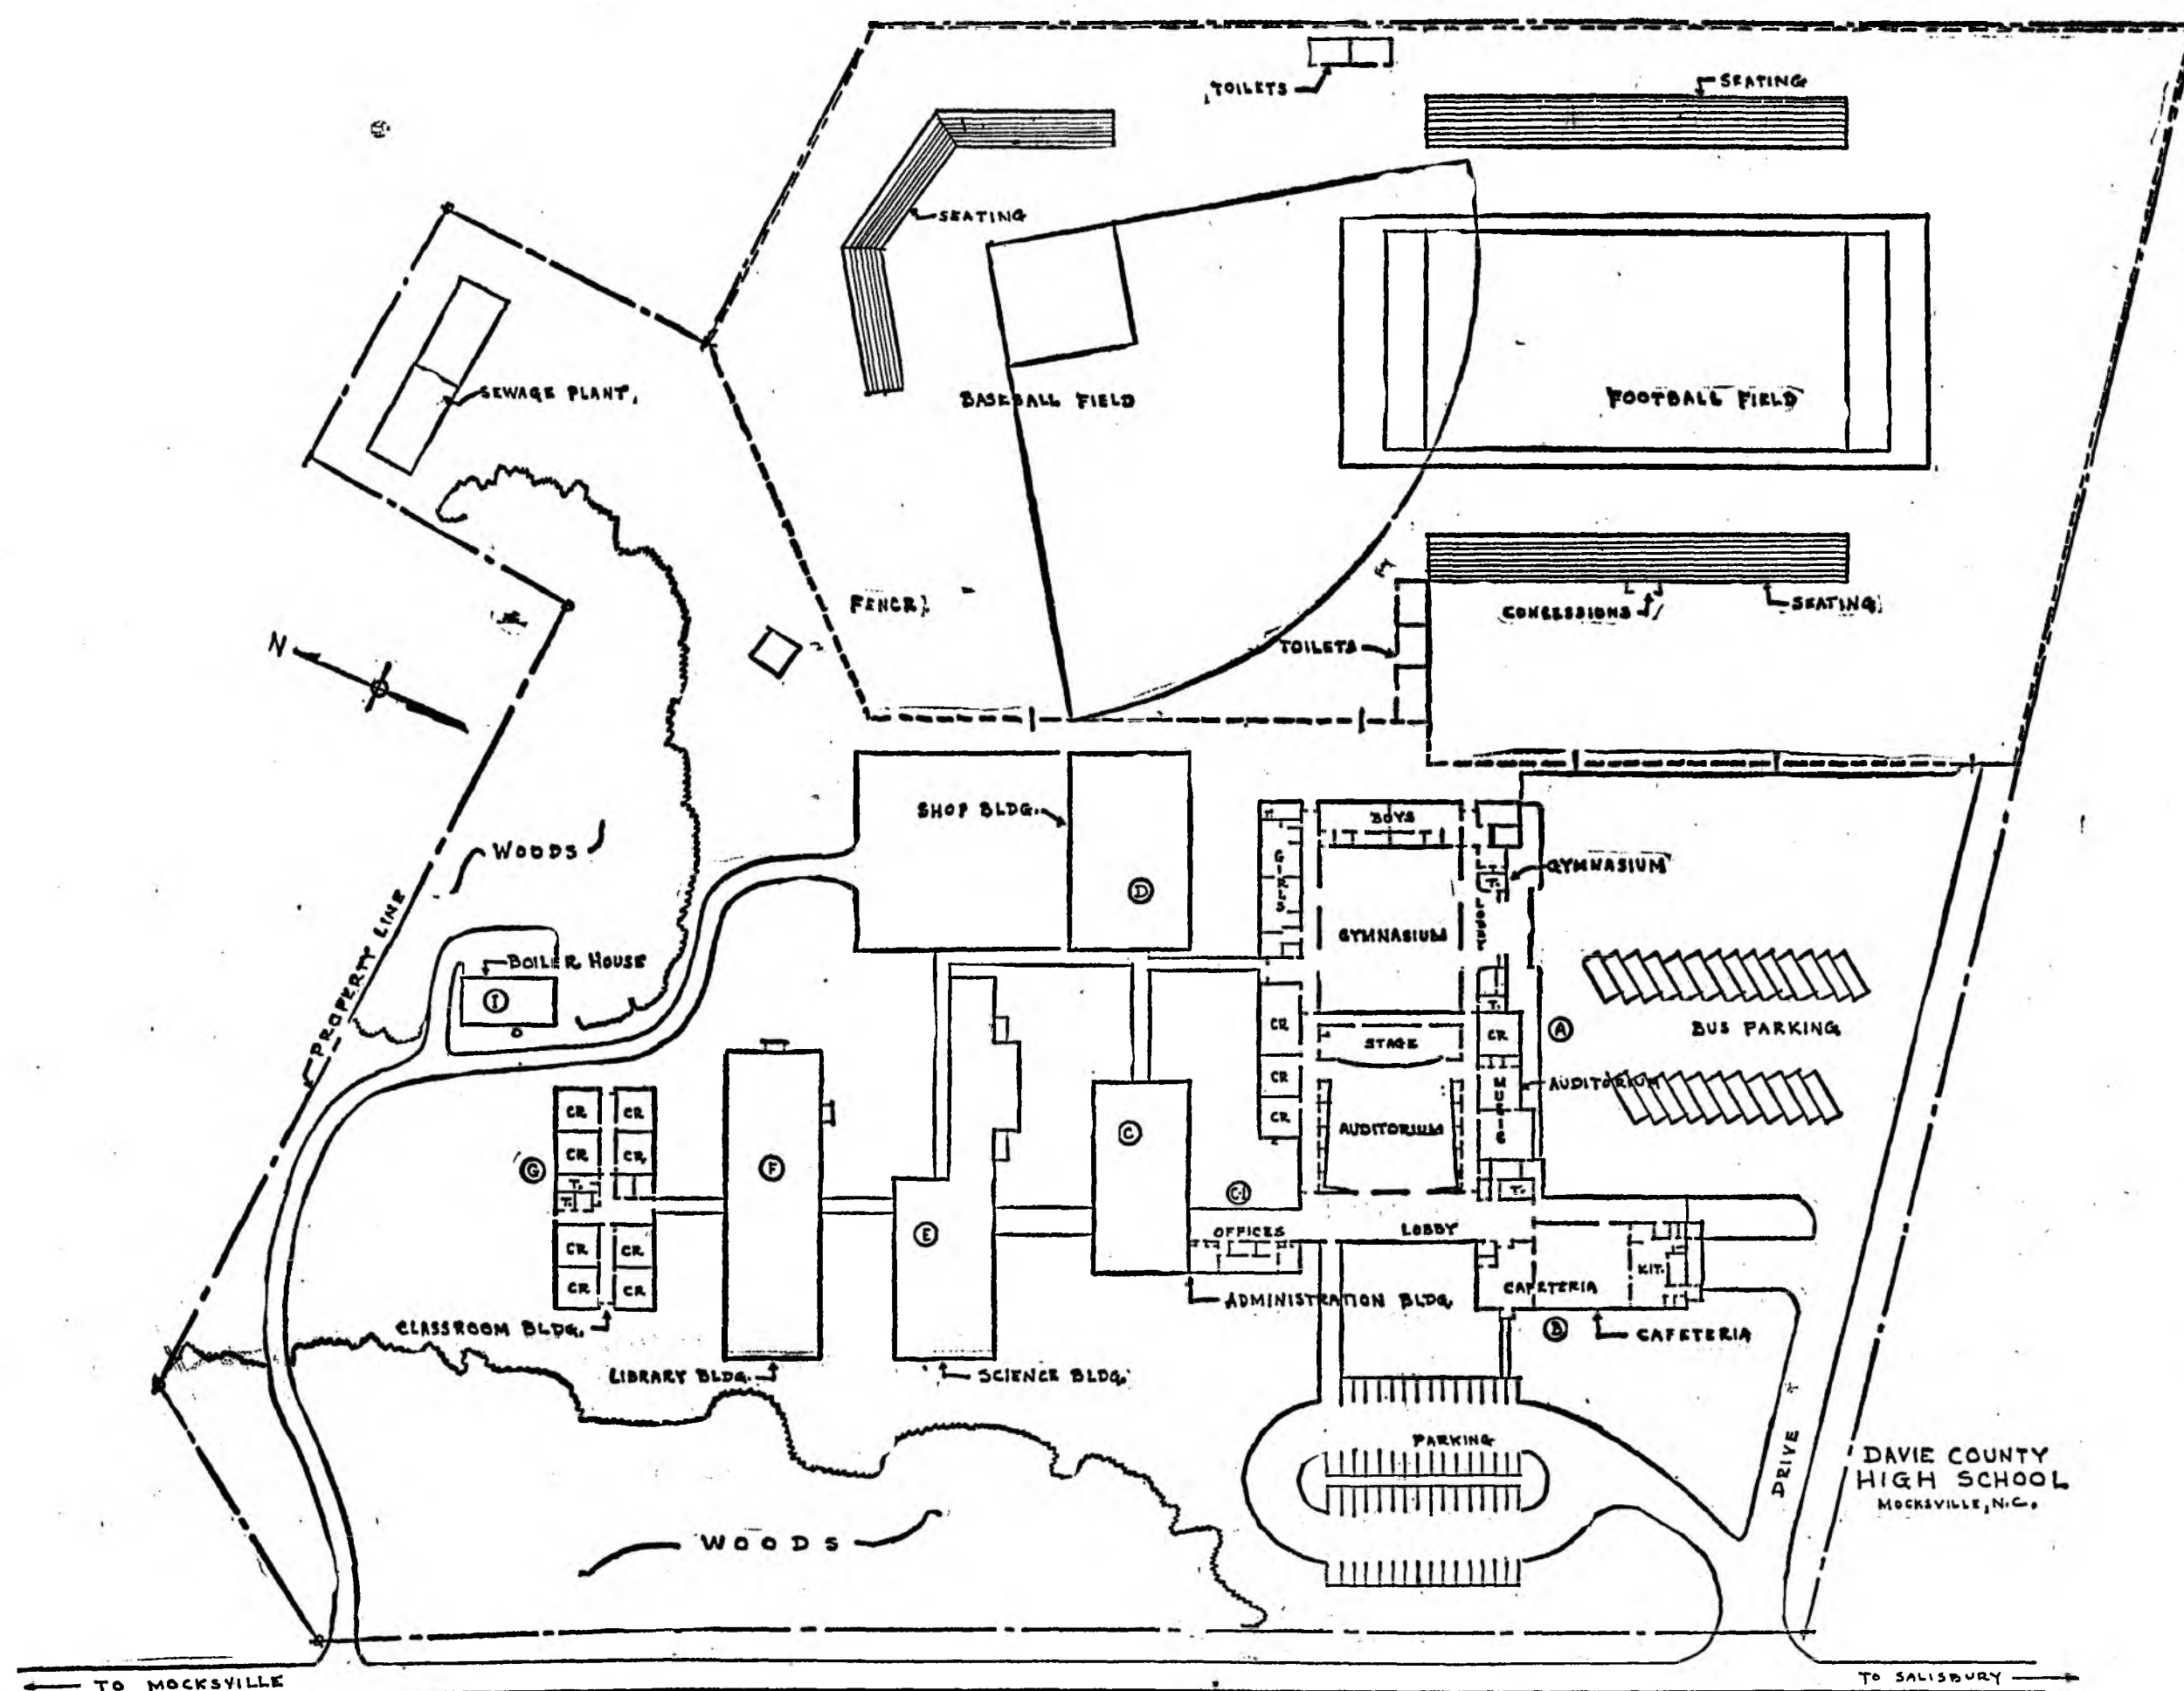 TOILETS
SEATING
SEATING
SEWAGE PLANT.
BASEBALL FIELD
FOOTBALL FIELD
FENCE
CONCESSIONS
SEATING
TOILETS
N
SHOP BLDG.
BOYS
GIRLS
GYMNASIUM
T.
WOODS
D
GYMNASIUM
LOBBY
PROPERTY LINE
BOILER HOUSE
I
T.
CR
STAGE
CR
A
BUS PARKING
CR
MUSIC
AUDITORIUM
CR
CR
CR
C
AUDITORIUM
CR
CR
G
F
T.
T.
C-1
T.
E
OFFICES
LOBBY
CR
CR
CR
CR
CAFETERIA
KIT.
ADMINISTRATION BLDG.
CLASSROOM BLDG.
B
CAFETERIA
LIBRARY BLDG.
SCIENCE BLDG.
PARKING
DRIVE
DAVIE COUNTY
HIGH SCHOOL
MOCKSVILLE, N.C.
WOODS
TO MOCKSVILLE
TO SALISBURY